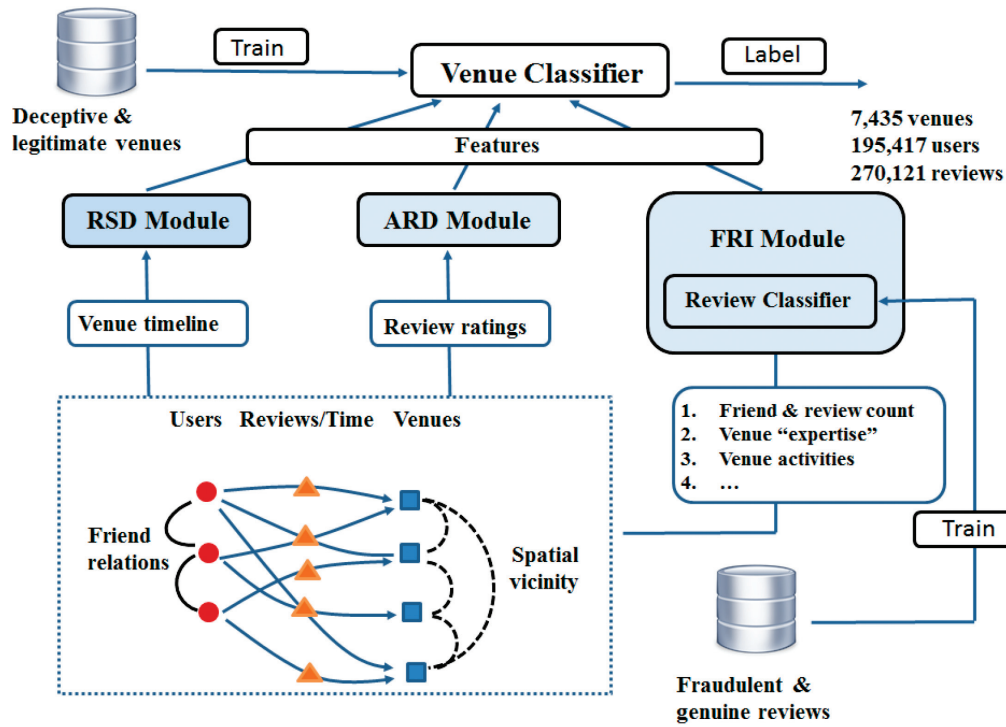 Train
Venue Classifier
Label
Deceptive &
legitimate venues
7,435 venues
195,417 users
270,121 reviews
Features
RSD Module
ARD Module
FRI Module
Review Classifier
Venue timeline
Review ratings
Users Reviews/Time Venues
1. Friend & review count
2. Venue “expertise”
3. Venue activities
4. …
Friend
relations
Spatial
vicinity
Train
Fraudulent &
genuine reviews